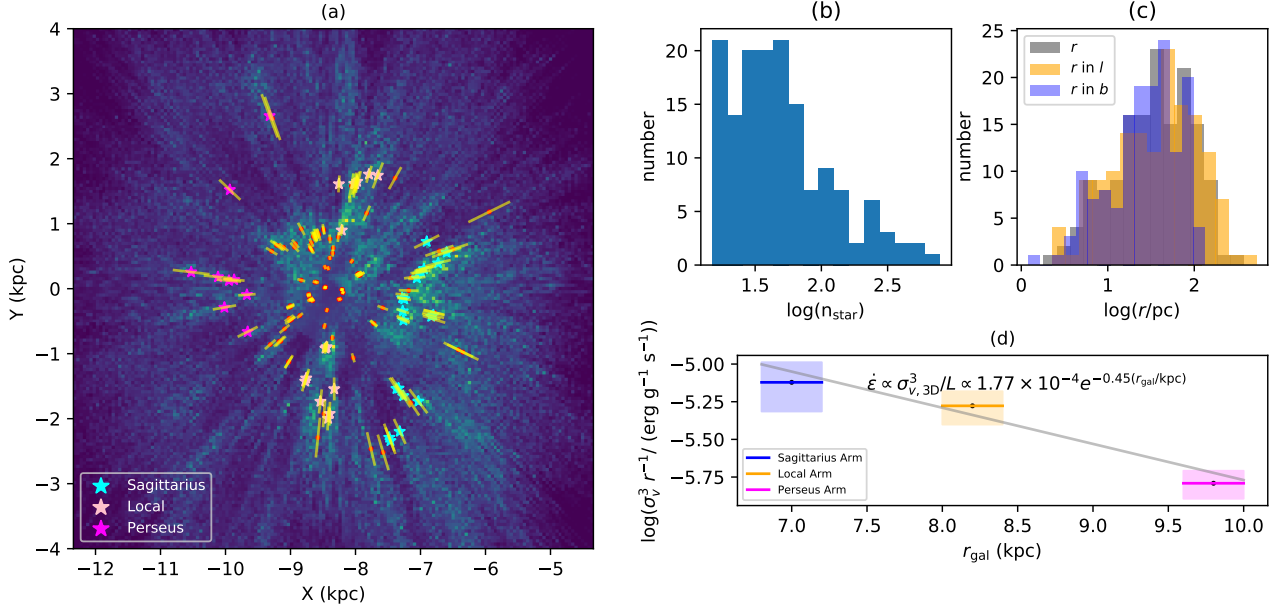 (a)
4
3
2
1
0
−1
−2
−3
−4
Y (kpc)
Sagittarius
Local
Perseus
−12 −11 −10 −9 −8 −7 −6 −5
X (kpc)
(b)
20
15
10
5
0
number
1.5 2.0 2.5
log(n_star)
(c)
25
20
15
10
5
0
number
r
r in l
r in b
0 1 2
log(r/pc)
(d)
−5.00
−5.25
−5.50
−5.75
log(σ_v^3 r^−1/ (erg g^−1 s^−1))
ε̇ ∝ σ_{v, 3D}^3/L ∝ 1.77 × 10^−4 e^{−0.45(r_gal/kpc)}
Sagittarius Arm
Local Arm
Perseus Arm
7.0 7.5 8.0 8.5 9.0 9.5 10.0
r_gal (kpc)